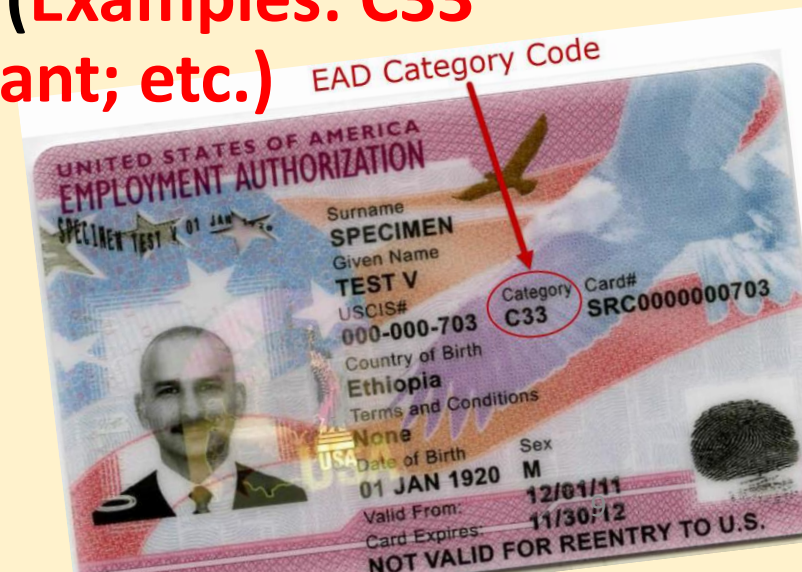 (Examples: C33
ant; etc.)
EAD Category Code
UNITED STATES OF AMERICA
EMPLOYMENT AUTHORIZATION
SPECIMEN TEST V 01 JAN
Surname
SPECIMEN
Given Name
TEST V
USCIS# Category Card#
000-000-703 C33 SRC0000000703
Country of Birth
Ethiopia
Terms and Conditions
None
USA
Date of Birth Sex
01 JAN 1920 M
Valid From: 12/01/11
Card Expires: 11/30/12
NOT VALID FOR REENTRY TO U.S.